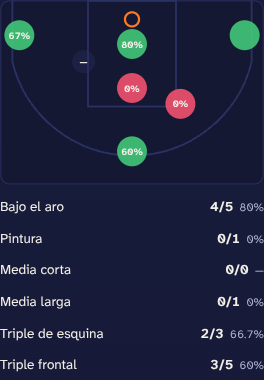 67%
80%
–
0%
0%
60%
Bajo el aro 4/5 80%
Pintura 0/1 0%
Media corta 0/0 —
Media larga 0/1 0%
Triple de esquina 2/3 66.7%
Triple frontal 3/5 60%